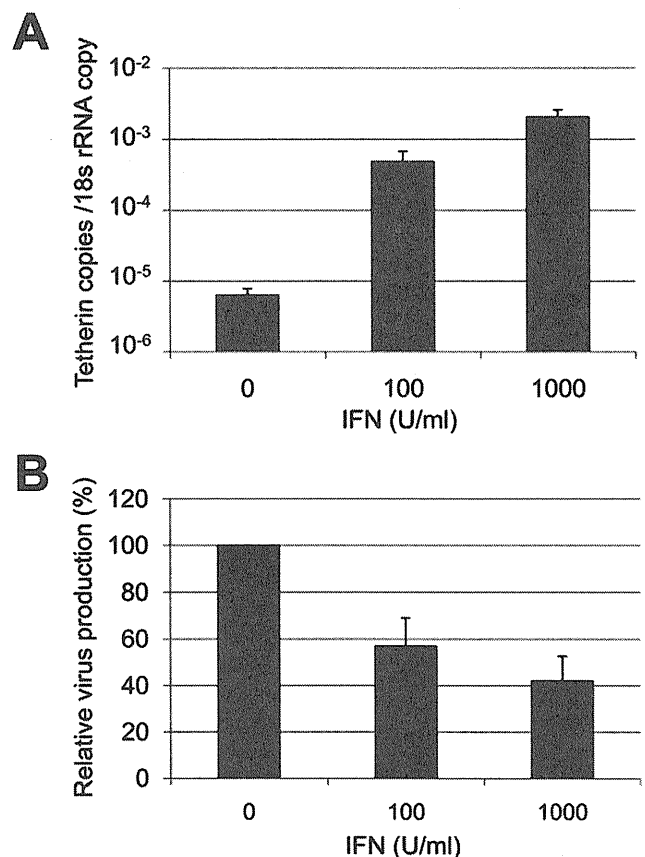 A
Tetherin copies /18s rRNA copy
10-2
10-3
10-4
10-5
10-6
0 100 1000
IFN (U/ml)
B
Relative virus production (%)
120
100
80
60
40
20
0
0 100 1000
IFN (U/ml)